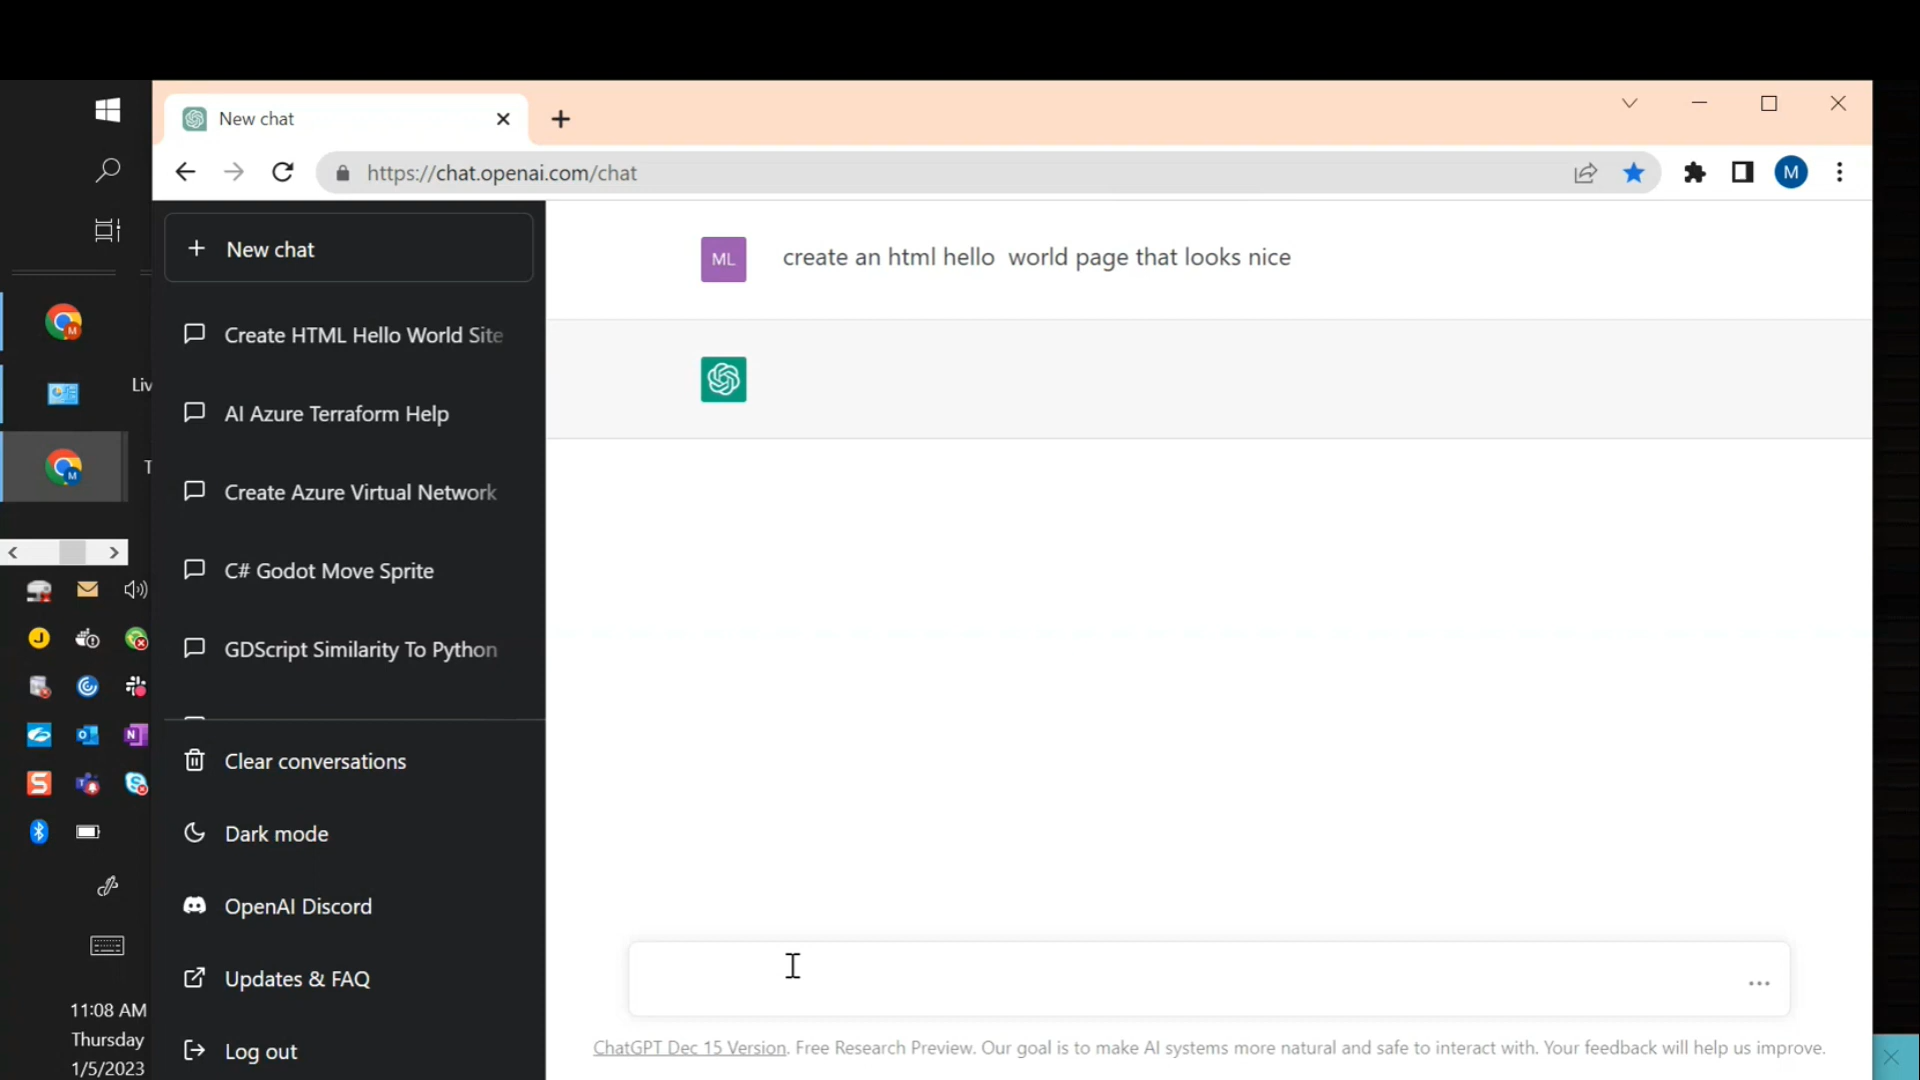 New chat
https://chat.openai.com/chat
M
New chat
ML
create an html hello  world page that looks nice
Create HTML Hello World Site
AI Azure Terraform Help
Create Azure Virtual Network
C# Godot Move Sprite
GDScript Similarity To Python
Clear conversations
Dark mode
OpenAI Discord
Updates & FAQ
Log out
ChatGPT Dec 15 Version. Free Research Preview. Our goal is to make AI systems more natural and safe to interact with. Your feedback will help us improve.
M
Liv
M
T
J
N
S
11:08 AM
Thursday
1/5/2023